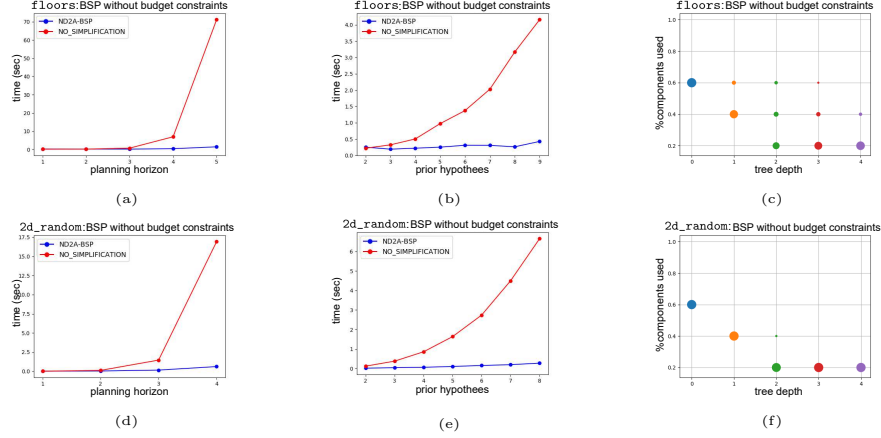 floors:BSP without budget constraints
ND2A-BSP
NO_SIMPLIFICATION
time (sec)
70
60
50
40
30
20
10
0
1 2 3 4 5
planning horizon
(a)
floors:BSP without budget constraints
ND2A-BSP
NO_SIMPLIFICATION
time (sec)
4.0
3.5
3.0
2.5
2.0
1.5
1.0
0.5
0.0
2 3 4 5 6 7 8 9
prior hypothees
(b)
floors:BSP without budget constraints
%components used
1.0
0.8
0.6
0.4
0.2
0 1 2 3 4
tree depth
(c)
2d_random:BSP without budget constraints
ND2A-BSP
NO_SIMPLIFICATION
time (sec)
17.5
15.0
12.5
10.0
7.5
5.0
2.5
0.0
1 2 3 4
planning horizon
(d)
2d_random:BSP without budget constraints
ND2A-BSP
NO_SIMPLIFICATION
time (sec)
6
5
4
3
2
1
0
2 3 4 5 6 7 8
prior hypothees
(e)
2d_random:BSP without budget constraints
%components used
1.0
0.8
0.6
0.4
0.2
0 1 2 3 4
tree depth
(f)